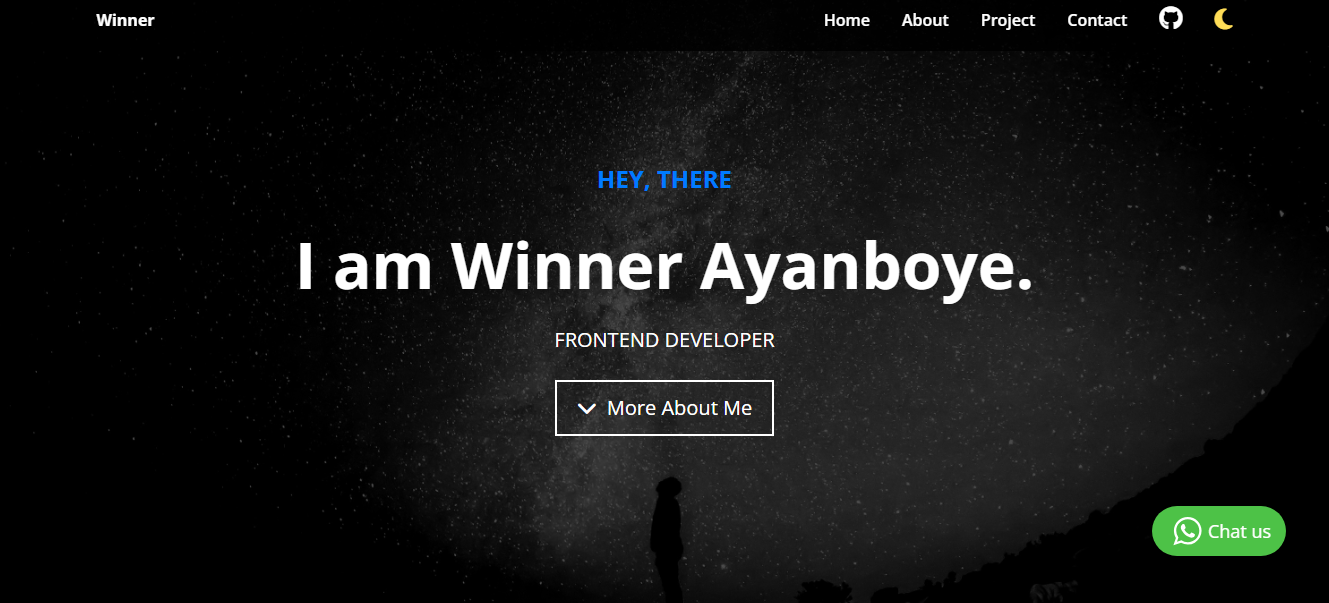 Winner
Home About Project Contact
HEY, THERE
I am Winner Ayanboye.
FRONTEND DEVELOPER
More About Me
Chat us